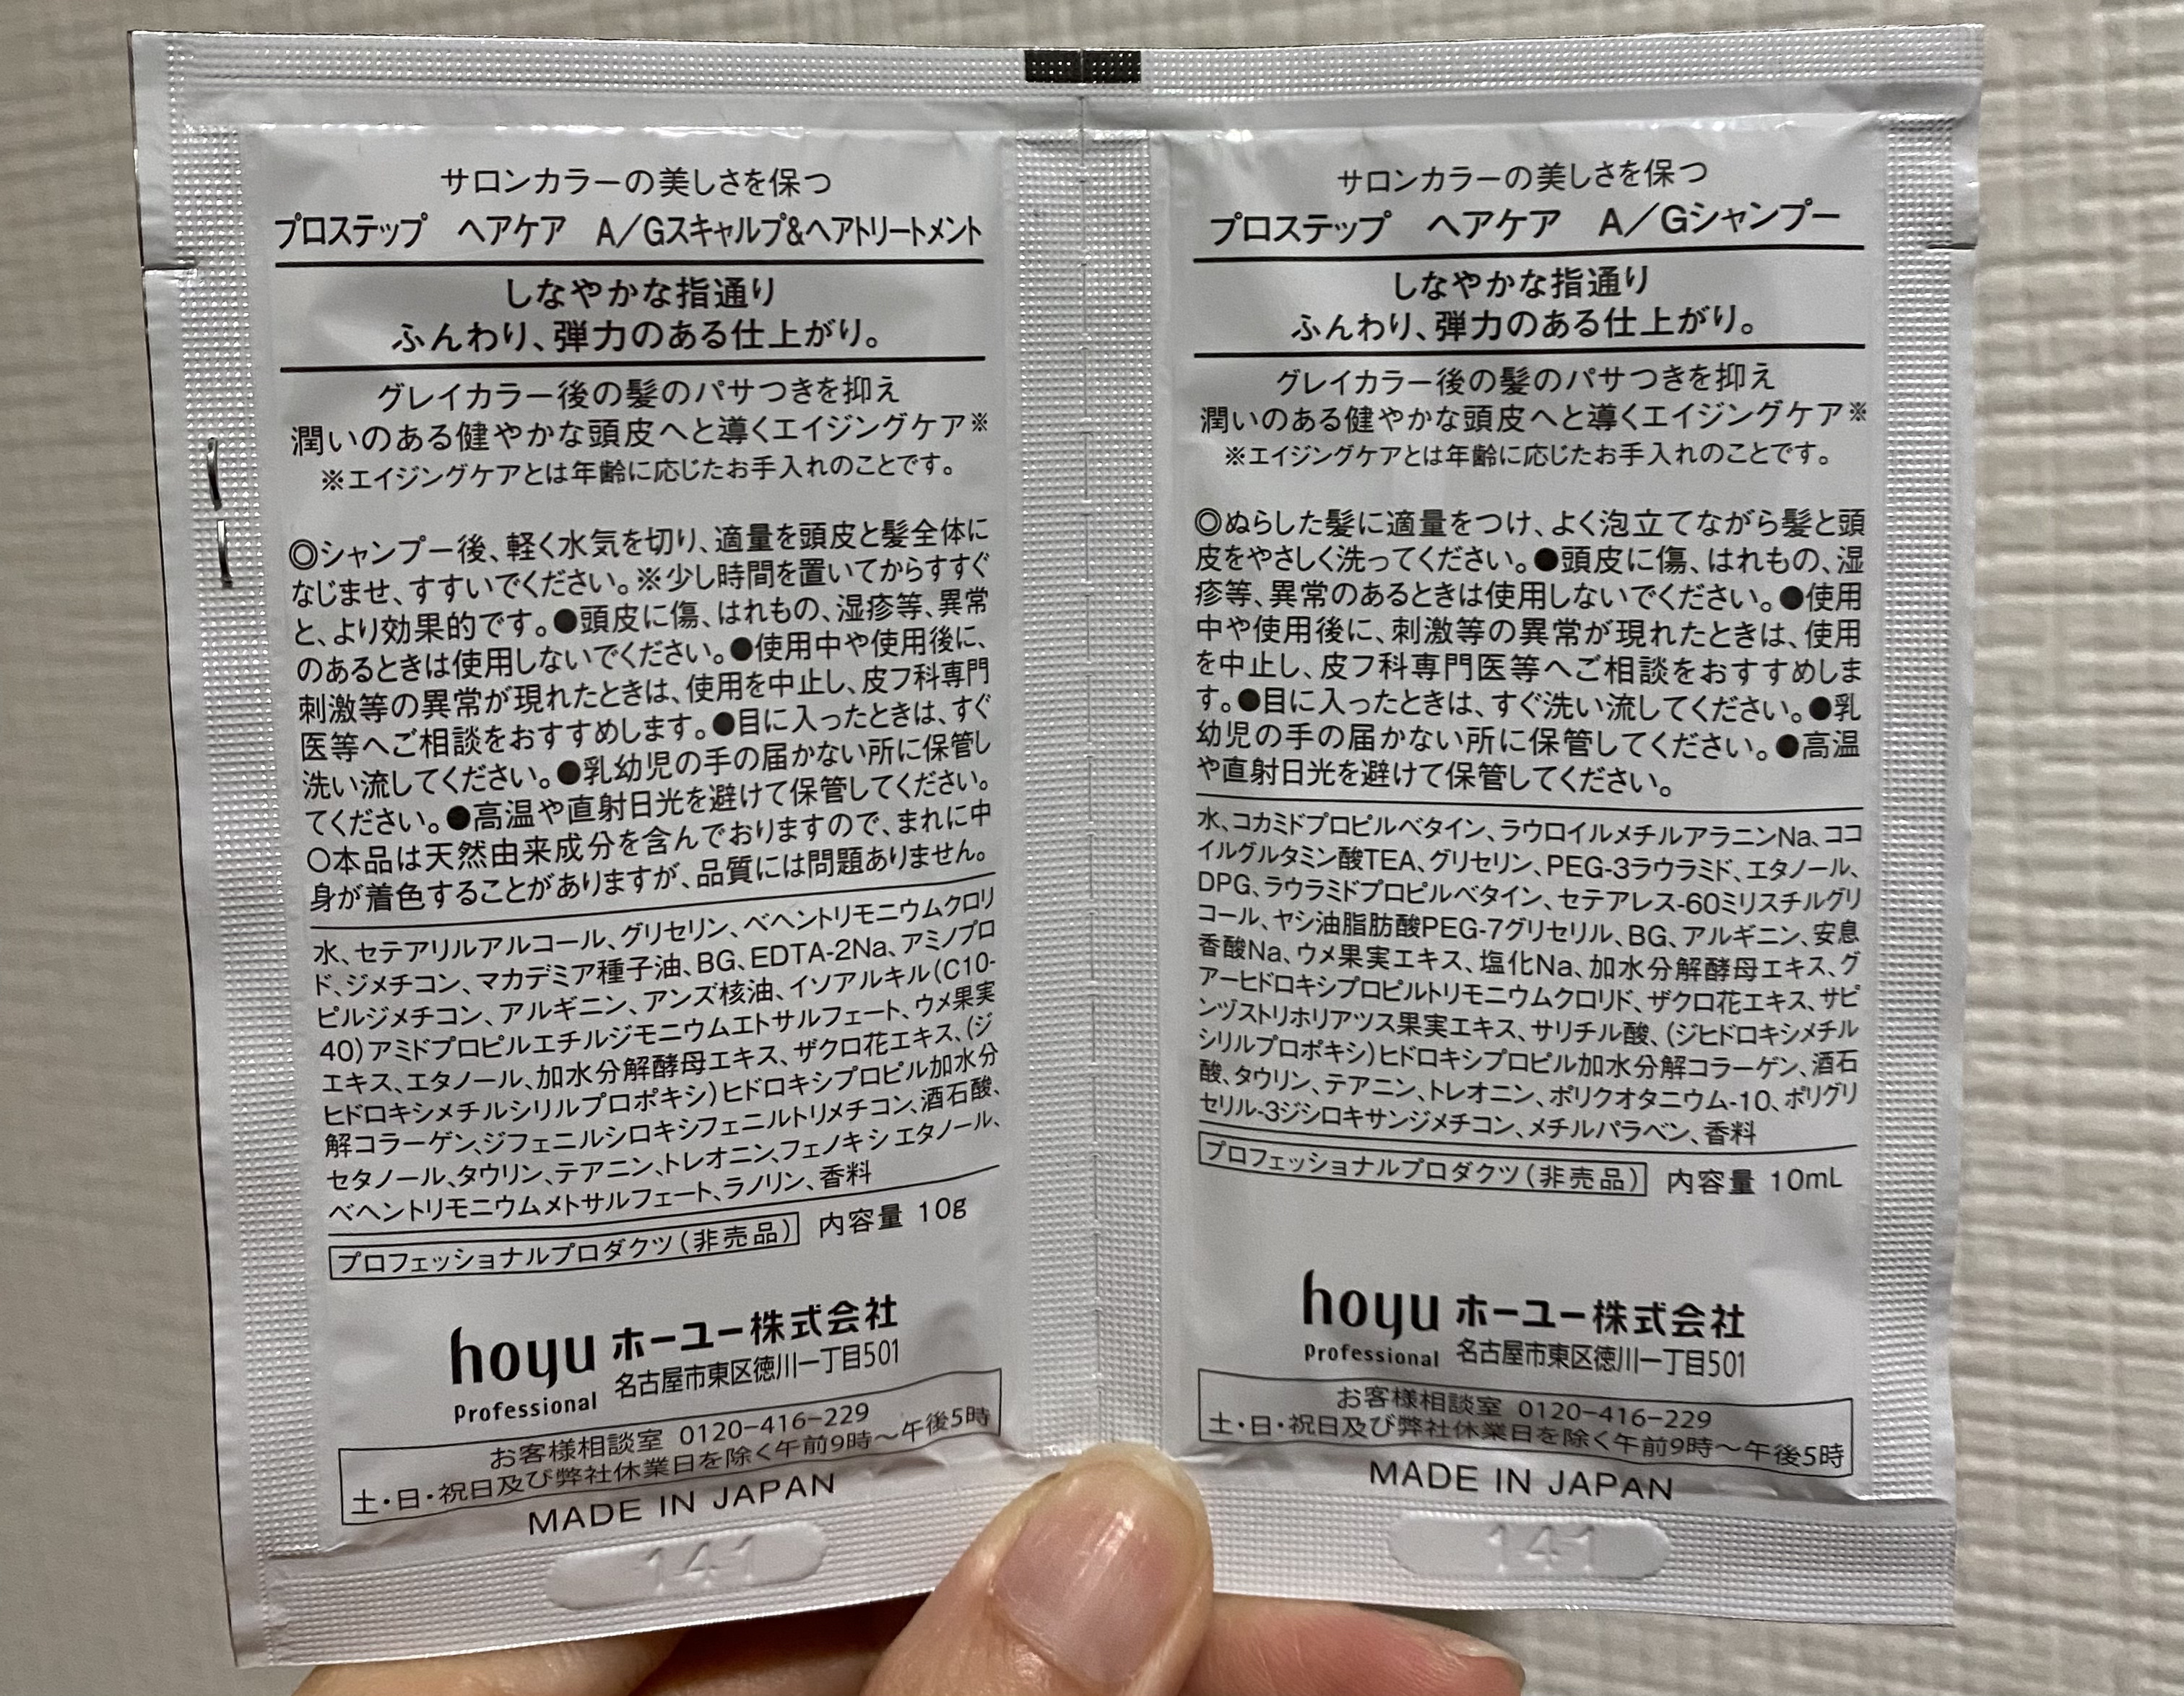 サロンカラーの美しさを保つ
プロステップ ヘアケア A／Gスキャルプ&ヘアトリートメント
しなやかな指通り
ふんわり、弾力のある仕上がり。
グレイカラー後の髪のパサつきを抑え
潤いのある健やかな頭皮へと導くエイジングケア※
※エイジングケアとは年齢に応じたお手入れのことです。
◎シャンプー後、軽く水気を切り、適量を頭皮と髪全体に
なじませ、すすいでください。※少し時間を置いてからすすぐ
と、より効果的です。●頭皮に傷、はれもの、湿疹等、異常
のあるときは使用しないでください。●使用中や使用後に、
刺激等の異常が現れたときは、使用を中止し、皮フ科専門
医等へご相談をおすすめします。●目に入ったときは、すぐ
洗い流してください。●乳幼児の手の届かない所に保管し
てください。●高温や直射日光を避けて保管してください。
○本品は天然由来成分を含んでおりますので、まれに中
身が着色することがありますが、品質には問題ありません。
水、セテアリルアルコール、グリセリン、ベヘントリモニウムクロリ
ド、ジメチコン、マカデミア種子油、BG、EDTA-2Na、アミノプロ
ピルジメチコン、アルギニン、アンズ核油、イソアルキル(C10-
40)アミドプロピルエチルジモニウムエトサルフェート、ウメ果実
エキス、エタノール、加水分解酵母エキス、ザクロ花エキス、(ジ
ヒドロキシメチルシリルプロポキシ)ヒドロキシプロピル加水分
解コラーゲン、ジフェニルシロキシフェニルトリメチコン、酒石酸、
セタノール、タウリン、テアニン、トレオニン、フェノキシエタノール、
ベヘントリモニウムメトサルフェート、ラノリン、香料
プロフェッショナルプロダクツ(非売品) 内容量 10g
hoyu ホーユー株式会社
Professional 名古屋市東区徳川一丁目501
お客様相談室 0120-416-229
土・日・祝日及び弊社休業日を除く午前9時～午後5時
MADE IN JAPAN
141
サロンカラーの美しさを保つ
プロステップ ヘアケア A／Gシャンプー
しなやかな指通り
ふんわり、弾力のある仕上がり。
グレイカラー後の髪のパサつきを抑え
潤いのある健やかな頭皮へと導くエイジングケア※
※エイジングケアとは年齢に応じたお手入れのことです。
◎ぬらした髪に適量をつけ、よく泡立てながら髪と頭
皮をやさしく洗ってください。●頭皮に傷、はれもの、湿
疹等、異常のあるときは使用しないでください。●使用
中や使用後に、刺激等の異常が現れたときは、使用
を中止し、皮フ科専門医等へご相談をおすすめしま
す。●目に入ったときは、すぐ洗い流してください。●乳
幼児の手の届かない所に保管してください。●高温
や直射日光を避けて保管してください。
水、コカミドプロピルベタイン、ラウロイルメチルアラニンNa、ココ
イルグルタミン酸TEA、グリセリン、PEG-3ラウラミド、エタノール、
DPG、ラウラミドプロピルベタイン、セテアレス-60ミリスチルグリ
コール、ヤシ油脂肪酸PEG-7グリセリル、BG、アルギニン、安息
香酸Na、ウメ果実エキス、塩化Na、加水分解酵母エキス、グ
アーヒドロキシプロピルトリモニウムクロリド、ザクロ花エキス、サピ
ンヅストリホリアツス果実エキス、サリチル酸、(ジヒドロキシメチル
シリルプロポキシ)ヒドロキシプロピル加水分解コラーゲン、酒石
酸、タウリン、テアニン、トレオニン、ポリクオタニウム-10、ポリグリ
セリル-3ジシロキサンジメチコン、メチルパラベン、香料
プロフェッショナルプロダクツ(非売品) 内容量 10mL
hoyu ホーユー株式会社
Professional 名古屋市東区徳川一丁目501
お客様相談室 0120-416-229
土・日・祝日及び弊社休業日を除く午前9時～午後5時
MADE IN JAPAN
141